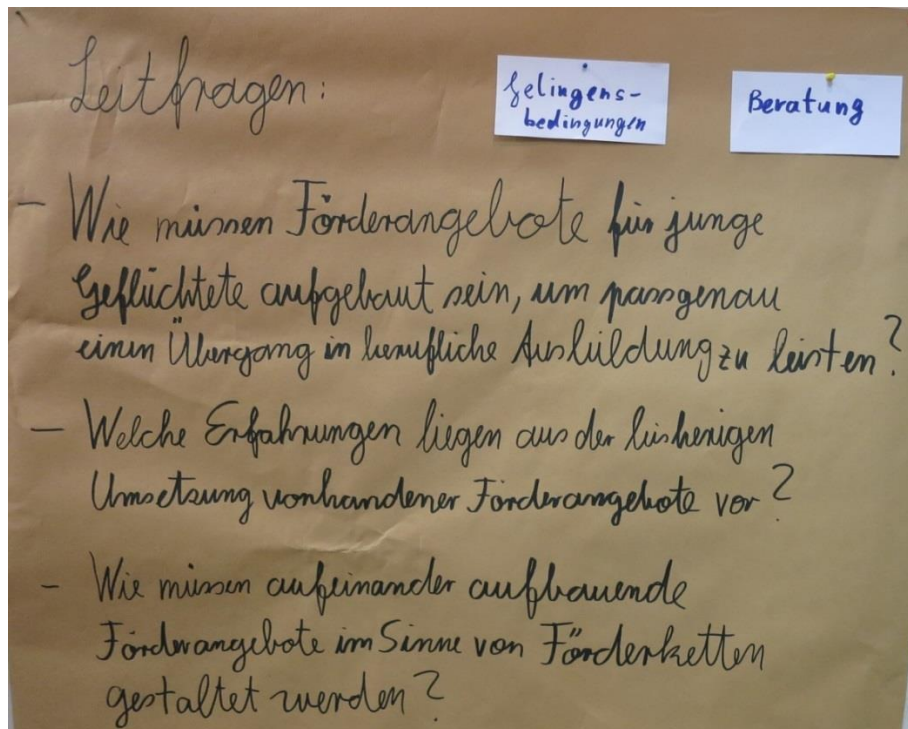 Leitfragen:
Gelingens-
bedingungen
Beratung
- Wie müssen Förderangebote für junge
Geflüchtete aufgebaut sein, um passgenau
einen Übergang in berufliche Ausbildung zu leisten?
- Welche Erfahrungen liegen aus der bisherigen
Umsetzung vorhandener Förderangebote vor?
- Wie müssen aufeinander aufbauende
Förderangebote im Sinne von Förderketten
gestaltet werden?